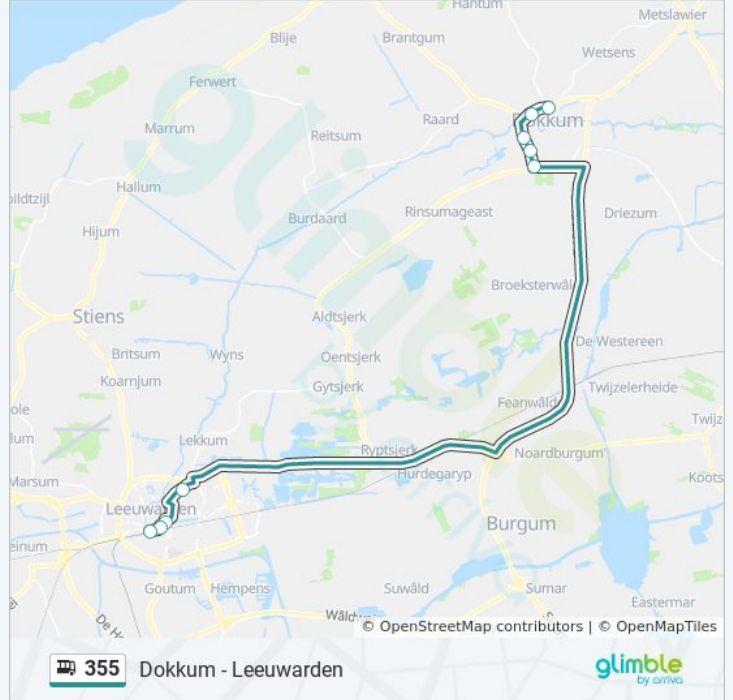 Hantum
Metslawier
Blije
Brantgum
Wetsens
Ferwert
Raard
Dokkum
Marrum
Reitsum
Hallum
Burdaard
Rinsumageast
Driezum
Hijum
Broeksterwâl
Stiens
Aldtsjerk
De Westereen
Britsum
Wyns
Oentsjerk
Koarnjum
Gytsjerk
Twijzelerheide
Feanwâlde
Lekkum
Ryptsjerk
Noardburgum
Marsum
Hurdegaryp
Leeuwarden
Burgum
Goutum
Hempens
Suwâld
Sumar
Eastermar
© OpenStreetMap contributors | © OpenMapTiles
355 Dokkum - Leeuwarden
glimble
by arriva